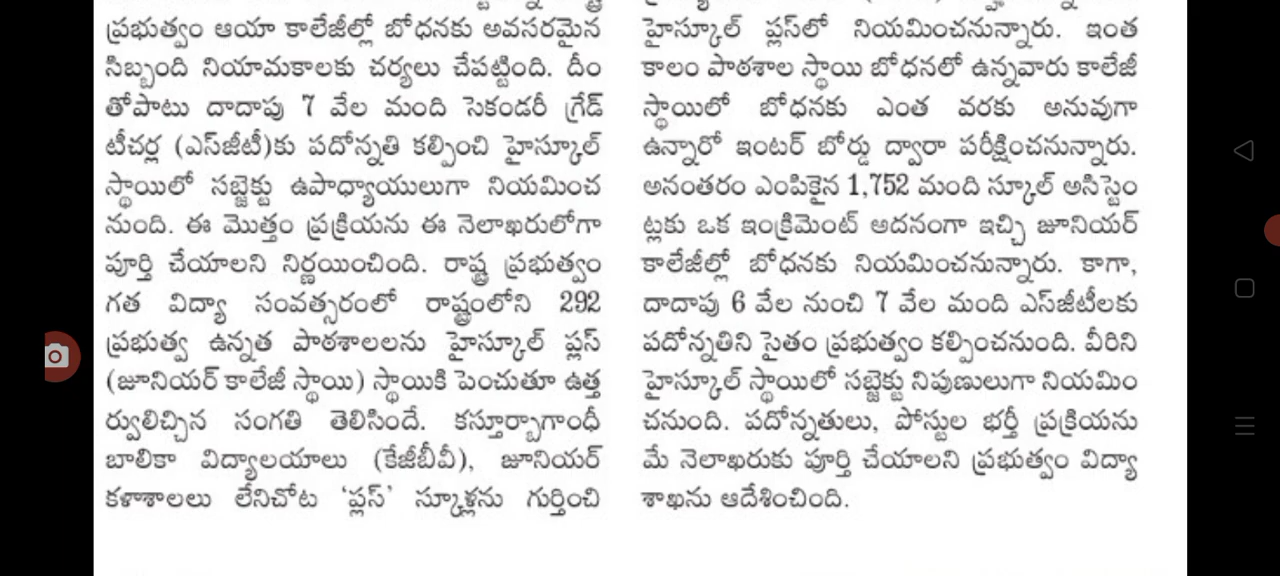 ప్రభుత్వం ఆయా కాలేజీల్లో బోధనకు అవసరమైన
సిబ్బంది నియామకాలకు చర్యలు చేపట్టింది. దీం
తోపాటు దాదాపు 7 వేల మంది సెకండరీ గ్రేడ్
టీచర్ల (ఎస్‌జీటీ)కు పదోన్నతి కల్పించి హైస్కూల్
స్థాయిలో సబ్జెక్టు ఉపాధ్యాయులుగా నియమించ
నుంది. ఈ మొత్తం ప్రక్రియను ఈ నెలాఖరులోగా
పూర్తి చేయాలని నిర్ణయించింది. రాష్ట్ర ప్రభుత్వం
గత విద్యా సంవత్సరంలో రాష్ట్రంలోని 292
ప్రభుత్వ ఉన్నత పాఠశాలలను హైస్కూల్ ప్లస్
(జూనియర్ కాలేజీ స్థాయి) స్థాయికి పెంచుతూ ఉత్త
ర్వులిచ్చిన సంగతి తెలిసిందే. కస్తూర్బాగాంధీ
బాలికా విద్యాలయాలు (కేజీబీవీ), జూనియర్
కళాశాలలు లేనిచోట ‘ప్లస్’ స్కూళ్లను గుర్తించి
హైస్కూల్ ప్లస్‌లో నియమించనున్నారు. ఇంత
కాలం పాఠశాల స్థాయి బోధనలో ఉన్నవారు కాలేజీ
స్థాయిలో బోధనకు ఎంత వరకు అనువుగా
ఉన్నారో ఇంటర్ బోర్డు ద్వారా పరీక్షించనున్నారు.
అనంతరం ఎంపికైన 1,752 మంది స్కూల్ అసిస్టెం
ట్లకు ఒక ఇంక్రిమెంట్ అదనంగా ఇచ్చి జూనియర్
కాలేజీల్లో బోధనకు నియమించనున్నారు. కాగా,
దాదాపు 6 వేల నుంచి 7 వేల మంది ఎస్‌జీటీలకు
పదోన్నతిని సైతం ప్రభుత్వం కల్పించనుంది. వీరిని
హైస్కూల్ స్థాయిలో సబ్జెక్టు నిపుణులుగా నియమిం
చనుంది. పదోన్నతులు, పోస్టుల భర్తీ ప్రక్రియను
మే నెలాఖరుకు పూర్తి చేయాలని ప్రభుత్వం విద్యా
శాఖను ఆదేశించింది.